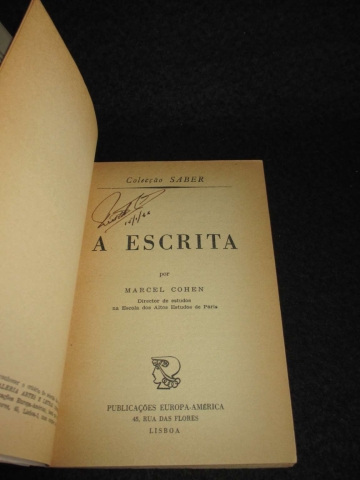 Colecção SABER
A ESCRITA
por
MARCEL COHEN
Director de estudos
na Escola dos Altos Estudos de Paris
PUBLICAÇÕES EUROPA-AMÉRICA
45, RUA DAS FLORES
LISBOA